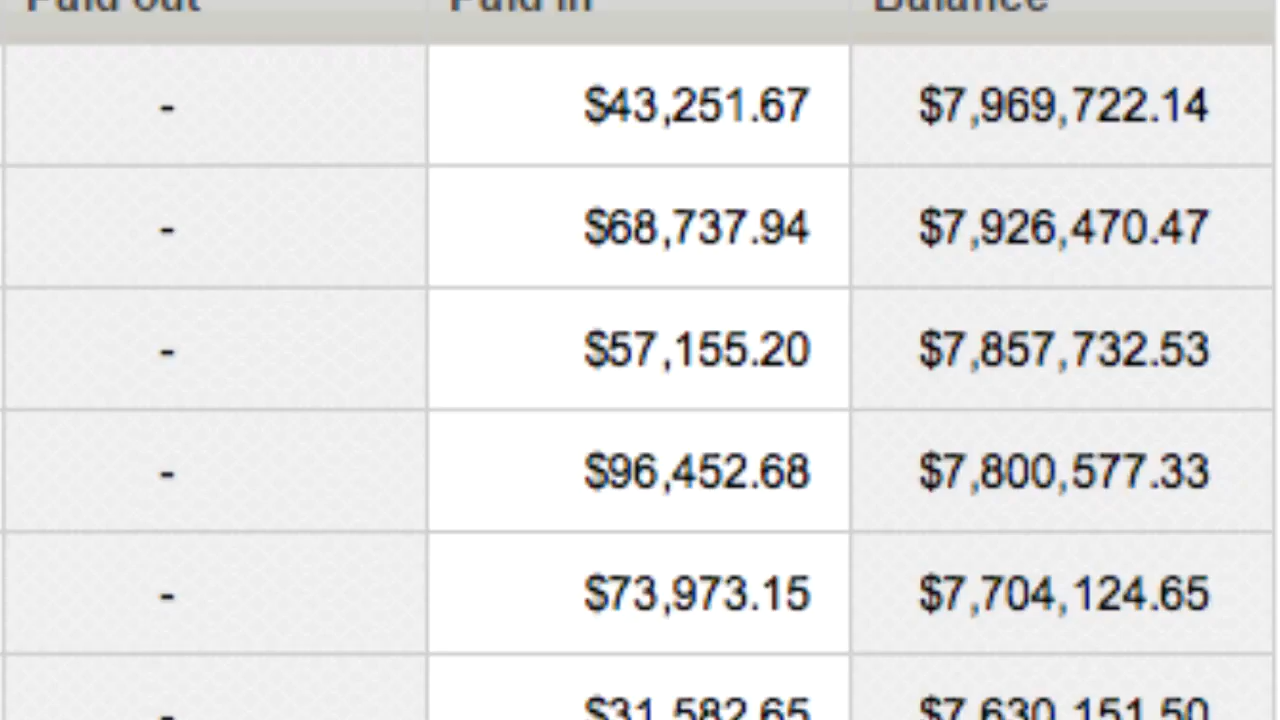 Paid out Paid in Balance
- $43,251.67 $7,969,722.14
- $68,737.94 $7,926,470.47
- $57,155.20 $7,857,732.53
- $96,452.68 $7,800,577.33
- $73,973.15 $7,704,124.65
- $31,582.65 $7,630,151.50